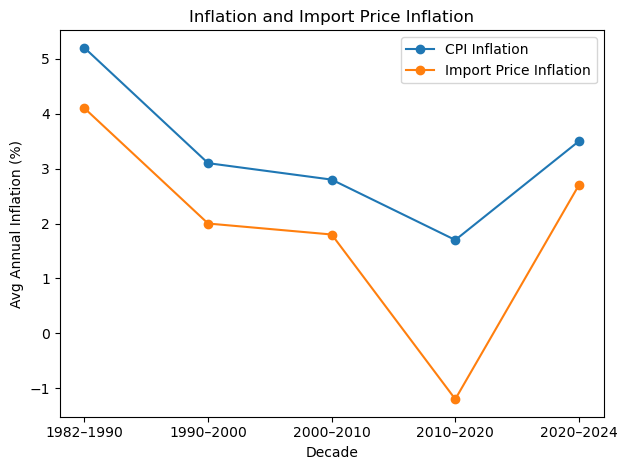 Inflation and Import Price Inflation
CPI Inflation
Import Price Inflation
Avg Annual Inflation (%)
5
4
3
2
1
0
−1
1982–1990 1990–2000 2000–2010 2010–2020 2020–2024
Decade